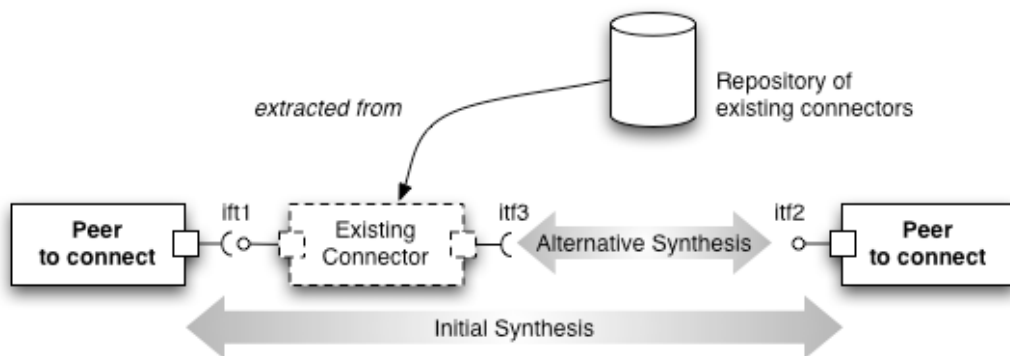 Repository of
existing connectors
extracted from
Peer
to connect
ift1
Existing
Connector
itf3
Alternative Synthesis
itf2
Peer
to connect
Initial Synthesis